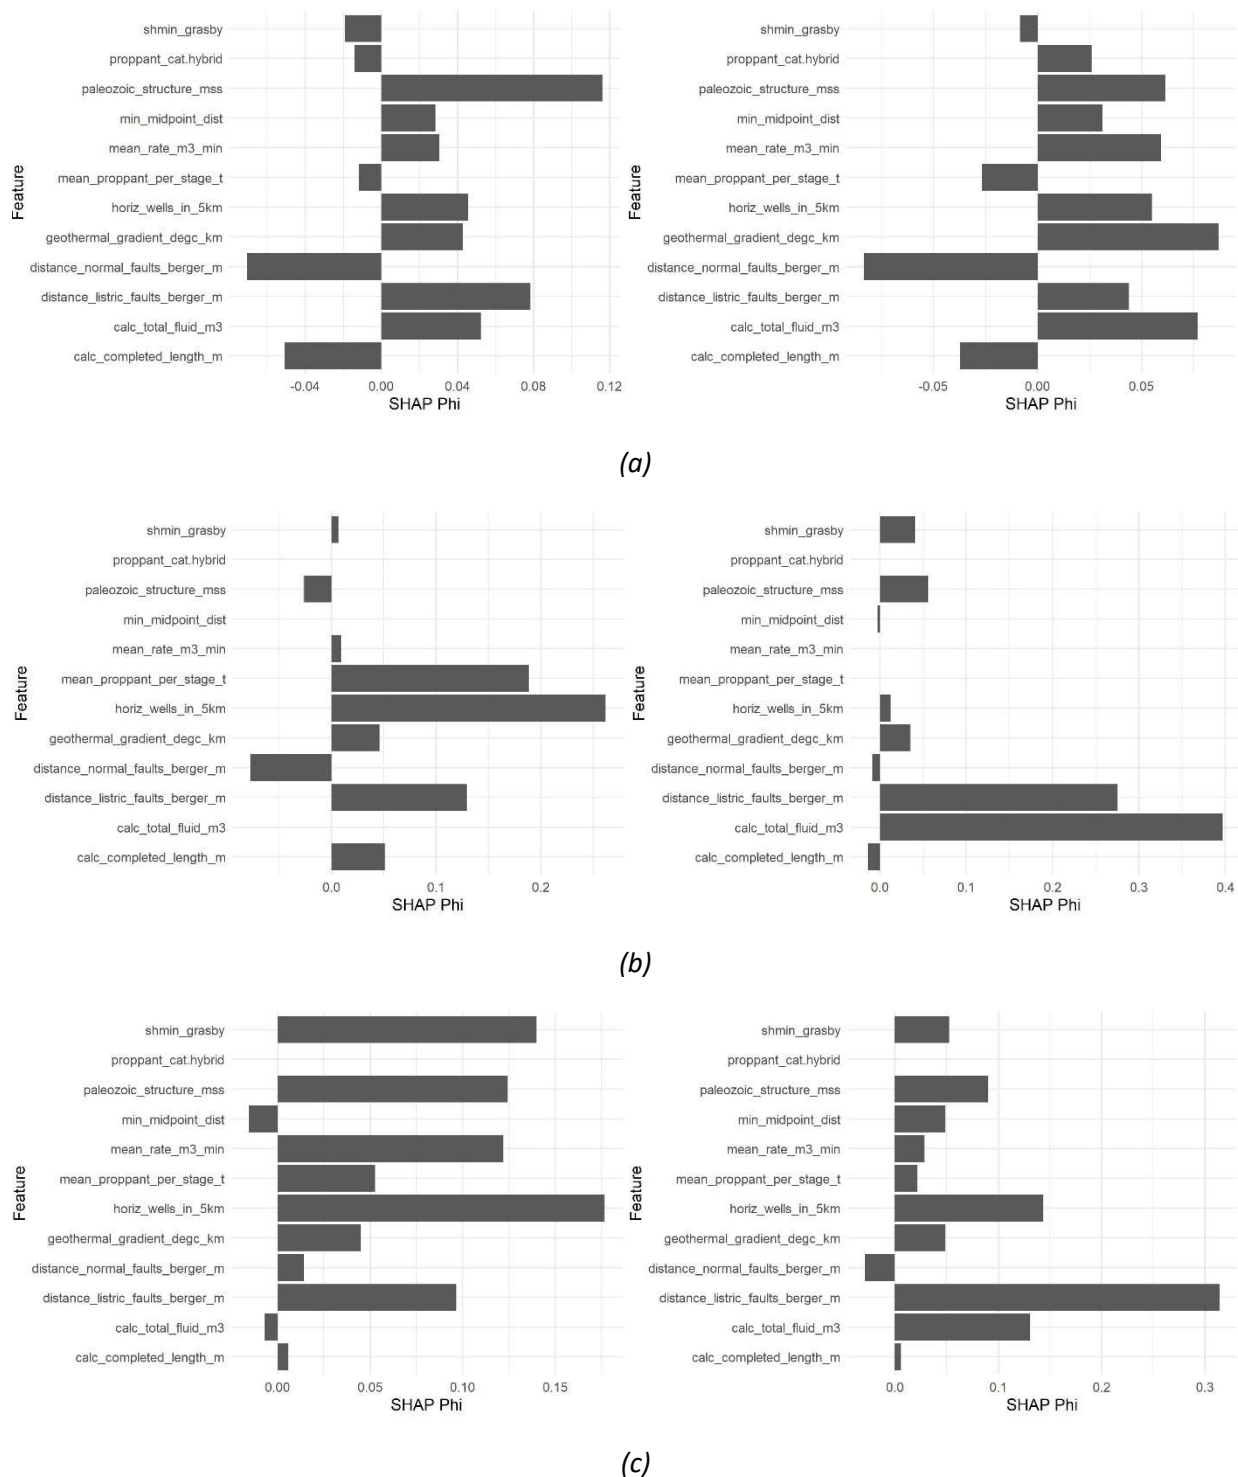 shmin_grasby
proppant_cat.hybrid
paleozoic_structure_mss
min_midpoint_dist
mean_rate_m3_min
mean_proppant_per_stage_t
horiz_wells_in_5km
geothermal_gradient_degc_km
distance_normal_faults_berger_m
distance_listric_faults_berger_m
calc_total_fluid_m3
calc_completed_length_m
Feature
-0.04 0.00 0.04 0.08 0.12
SHAP Phi
shmin_grasby
proppant_cat.hybrid
paleozoic_structure_mss
min_midpoint_dist
mean_rate_m3_min
mean_proppant_per_stage_t
horiz_wells_in_5km
geothermal_gradient_degc_km
distance_normal_faults_berger_m
distance_listric_faults_berger_m
calc_total_fluid_m3
calc_completed_length_m
Feature
-0.05 0.00 0.05
SHAP Phi
(a)
shmin_grasby
proppant_cat.hybrid
paleozoic_structure_mss
min_midpoint_dist
mean_rate_m3_min
mean_proppant_per_stage_t
horiz_wells_in_5km
geothermal_gradient_degc_km
distance_normal_faults_berger_m
distance_listric_faults_berger_m
calc_total_fluid_m3
calc_completed_length_m
Feature
0.0 0.1 0.2
SHAP Phi
shmin_grasby
proppant_cat.hybrid
paleozoic_structure_mss
min_midpoint_dist
mean_rate_m3_min
mean_proppant_per_stage_t
horiz_wells_in_5km
geothermal_gradient_degc_km
distance_normal_faults_berger_m
distance_listric_faults_berger_m
calc_total_fluid_m3
calc_completed_length_m
Feature
0.0 0.1 0.2 0.3 0.4
SHAP Phi
(b)
shmin_grasby
proppant_cat.hybrid
paleozoic_structure_mss
min_midpoint_dist
mean_rate_m3_min
mean_proppant_per_stage_t
horiz_wells_in_5km
geothermal_gradient_degc_km
distance_normal_faults_berger_m
distance_listric_faults_berger_m
calc_total_fluid_m3
calc_completed_length_m
Feature
0.00 0.05 0.10 0.15
SHAP Phi
shmin_grasby
proppant_cat.hybrid
paleozoic_structure_mss
min_midpoint_dist
mean_rate_m3_min
mean_proppant_per_stage_t
horiz_wells_in_5km
geothermal_gradient_degc_km
distance_normal_faults_berger_m
distance_listric_faults_berger_m
calc_total_fluid_m3
calc_completed_length_m
Feature
0.0 0.1 0.2 0.3
SHAP Phi
(c)